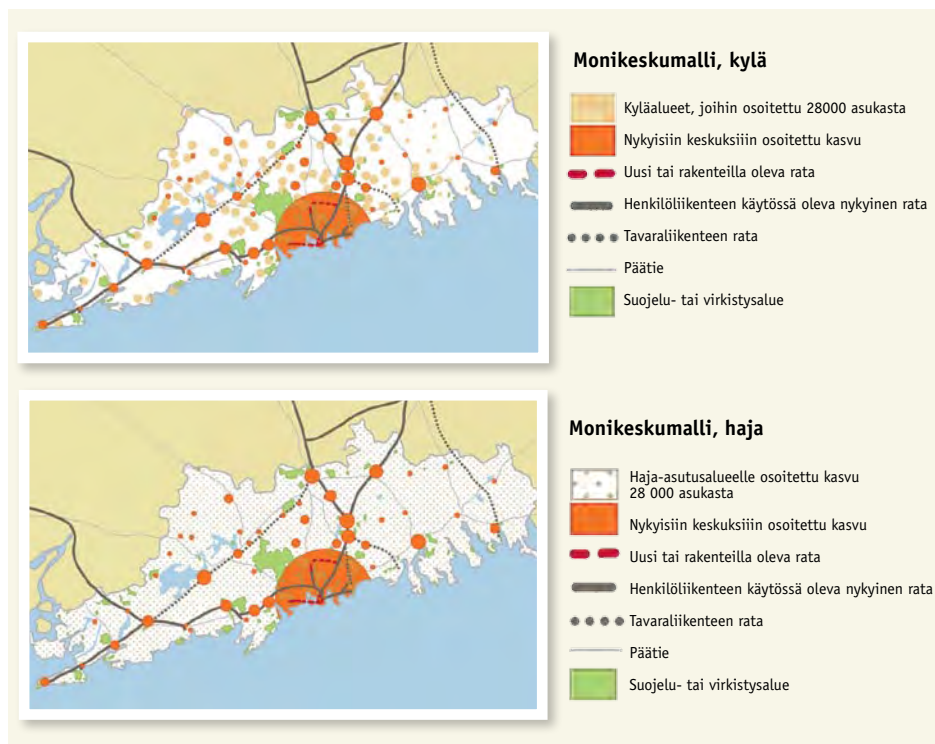 Monikeskumalli, kylä
Kyläalueet, joihin osoitettu 28000 asukasta
Nykyisiin keskuksiiin osoitettu kasvu
Uusi tai rakenteilla oleva rata
Henkilöliikenteen käytössä oleva nykyinen rata
Tavaraliikenteen rata
Päätie
Suojelu- tai virkistysalue
Monikeskumalli, haja
Haja-asutusalueelle osoitettu kasvu
28 000 asukasta
Nykyisiin keskuksiiin osoitettu kasvu
Uusi tai rakenteilla oleva rata
Henkilöliikenteen käytössä oleva nykyinen rata
Tavaraliikenteen rata
Päätie
Suojelu- tai virkistysalue